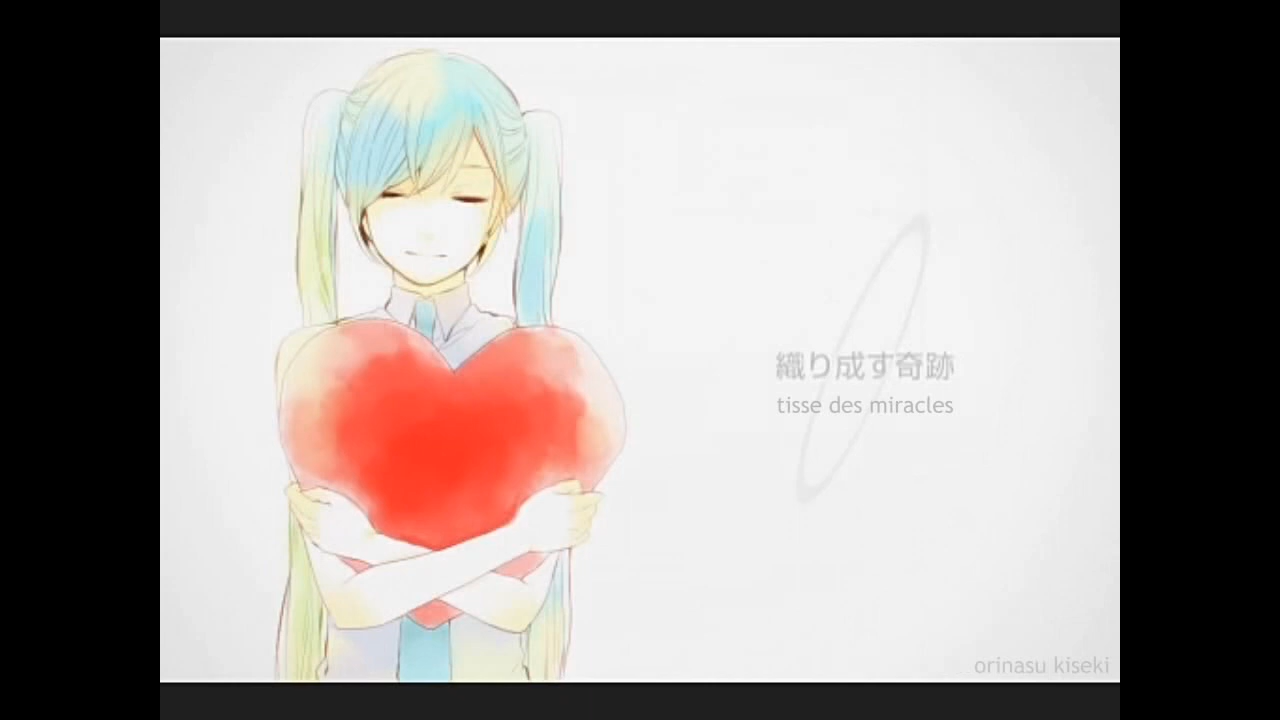 織り成す奇跡
tisse des miracles
orinasu kiseki